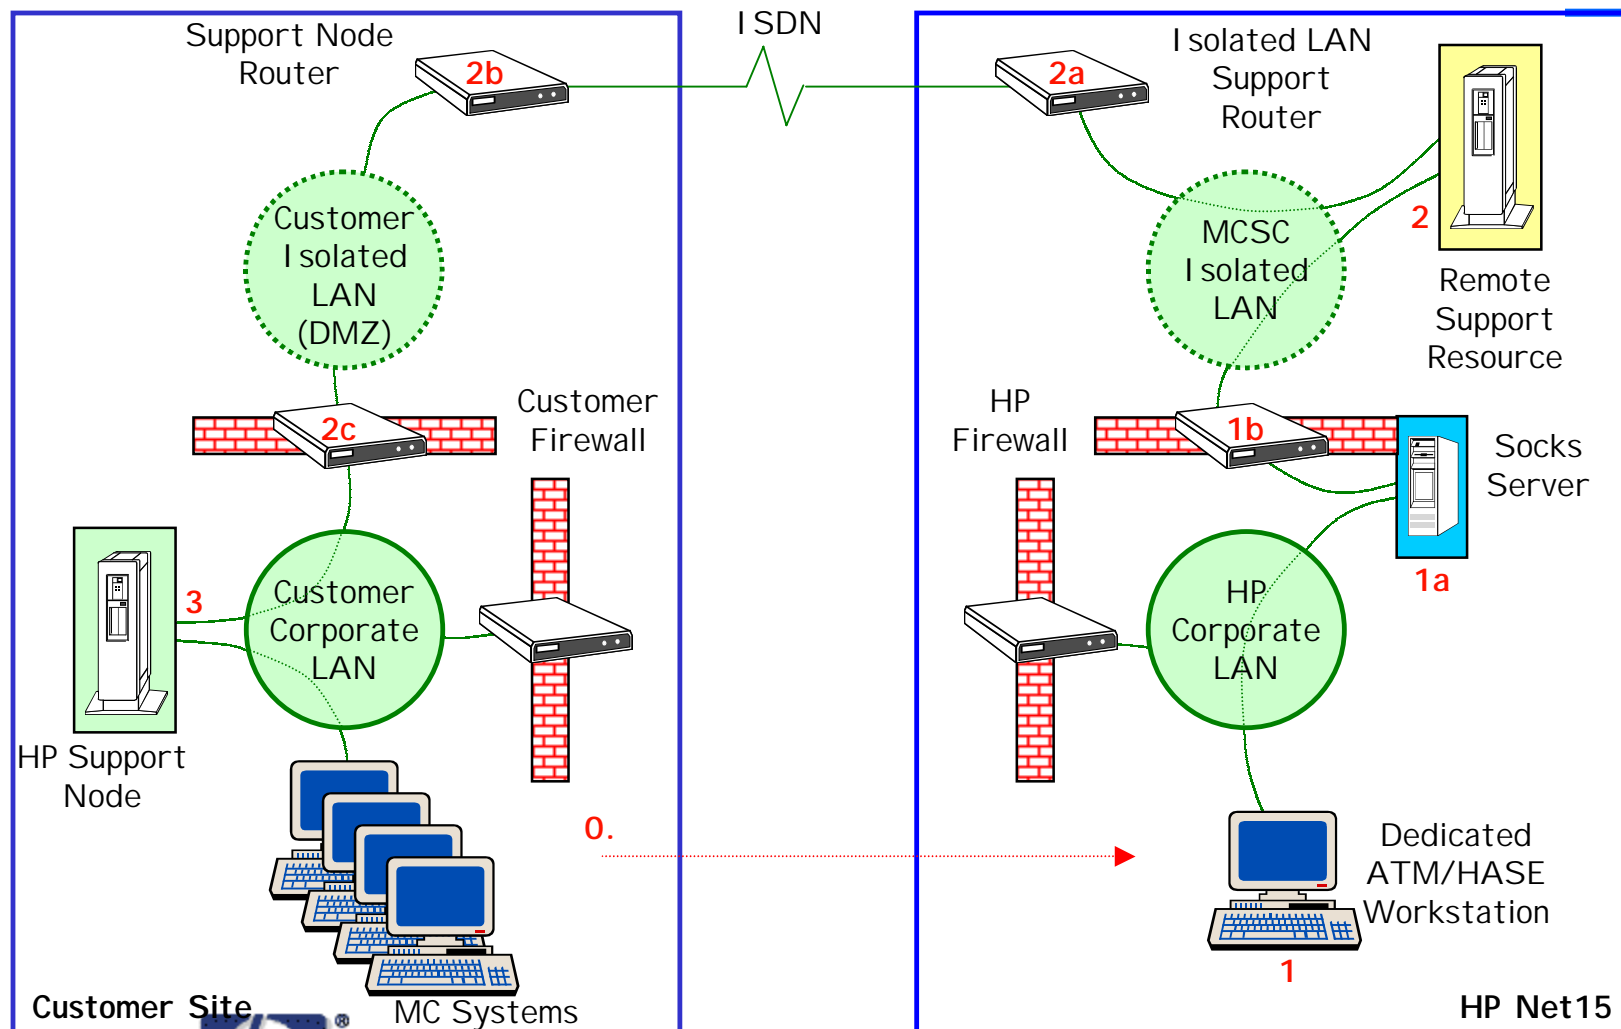 Support Node
Router
2b
ISDN
2a
Isolated LAN
Support
Router
2
Remote
Support
Resource
Customer
Isolated
LAN
(DMZ)
MCSC
Isolated
LAN
2c
Customer
Firewall
HP
Firewall
1b
Socks
Server
1a
3
Customer
Corporate
LAN
HP
Corporate
LAN
HP Support
Node
0.
Dedicated
ATM/HASE
Workstation
1
Customer Site
®
MC Systems
HP Net15